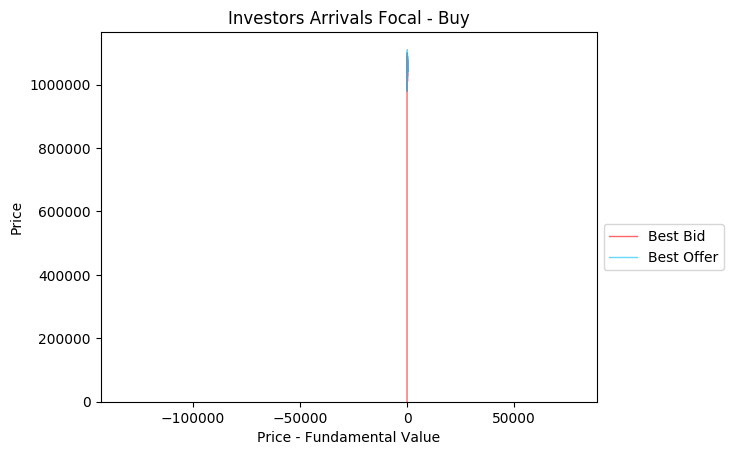 Investors Arrivals Focal - Buy
1000000
800000
600000
400000
200000
0
Price
−100000
−50000
0
50000
Price - Fundamental Value
Best Bid
Best Offer